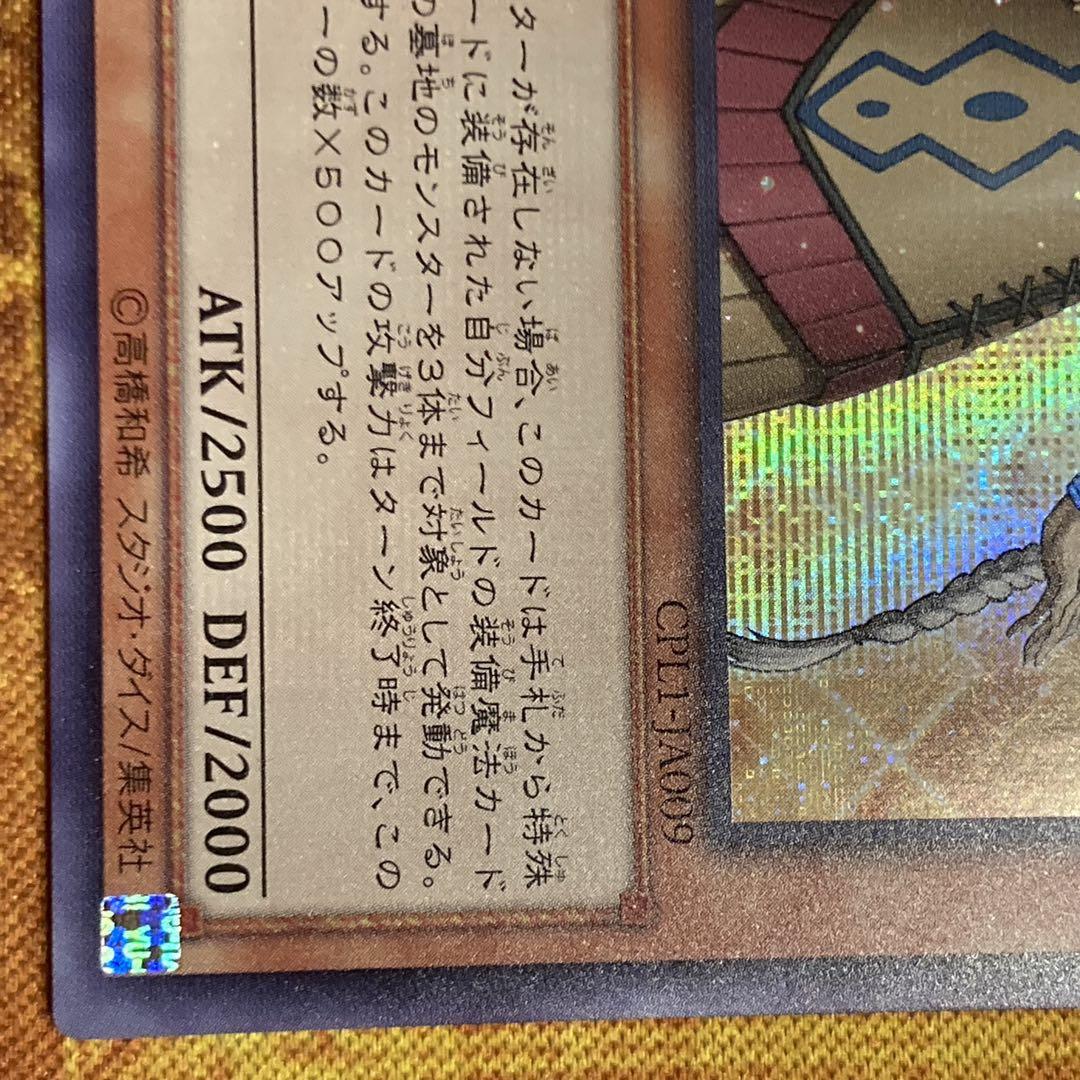 CPL1-JA009
ターが存在しない場合、このカードは手札から特殊
ードに装備された自分フィールドの装備魔法カード
の墓地のモンスターを3体まで対象として発動できる。
する。このカードの攻撃力はターン終了時まで、この
ーの数×500アップする。
ATK/2500 DEF/2000
©高橋和希 スタジオ・ダイス/集英社